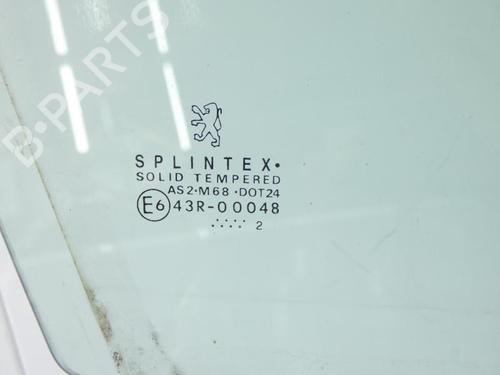 B-PARTS
SPLINTEX•
SOLID TEMPERED
AS2•M68•DOT24
E6 43R-00048
2